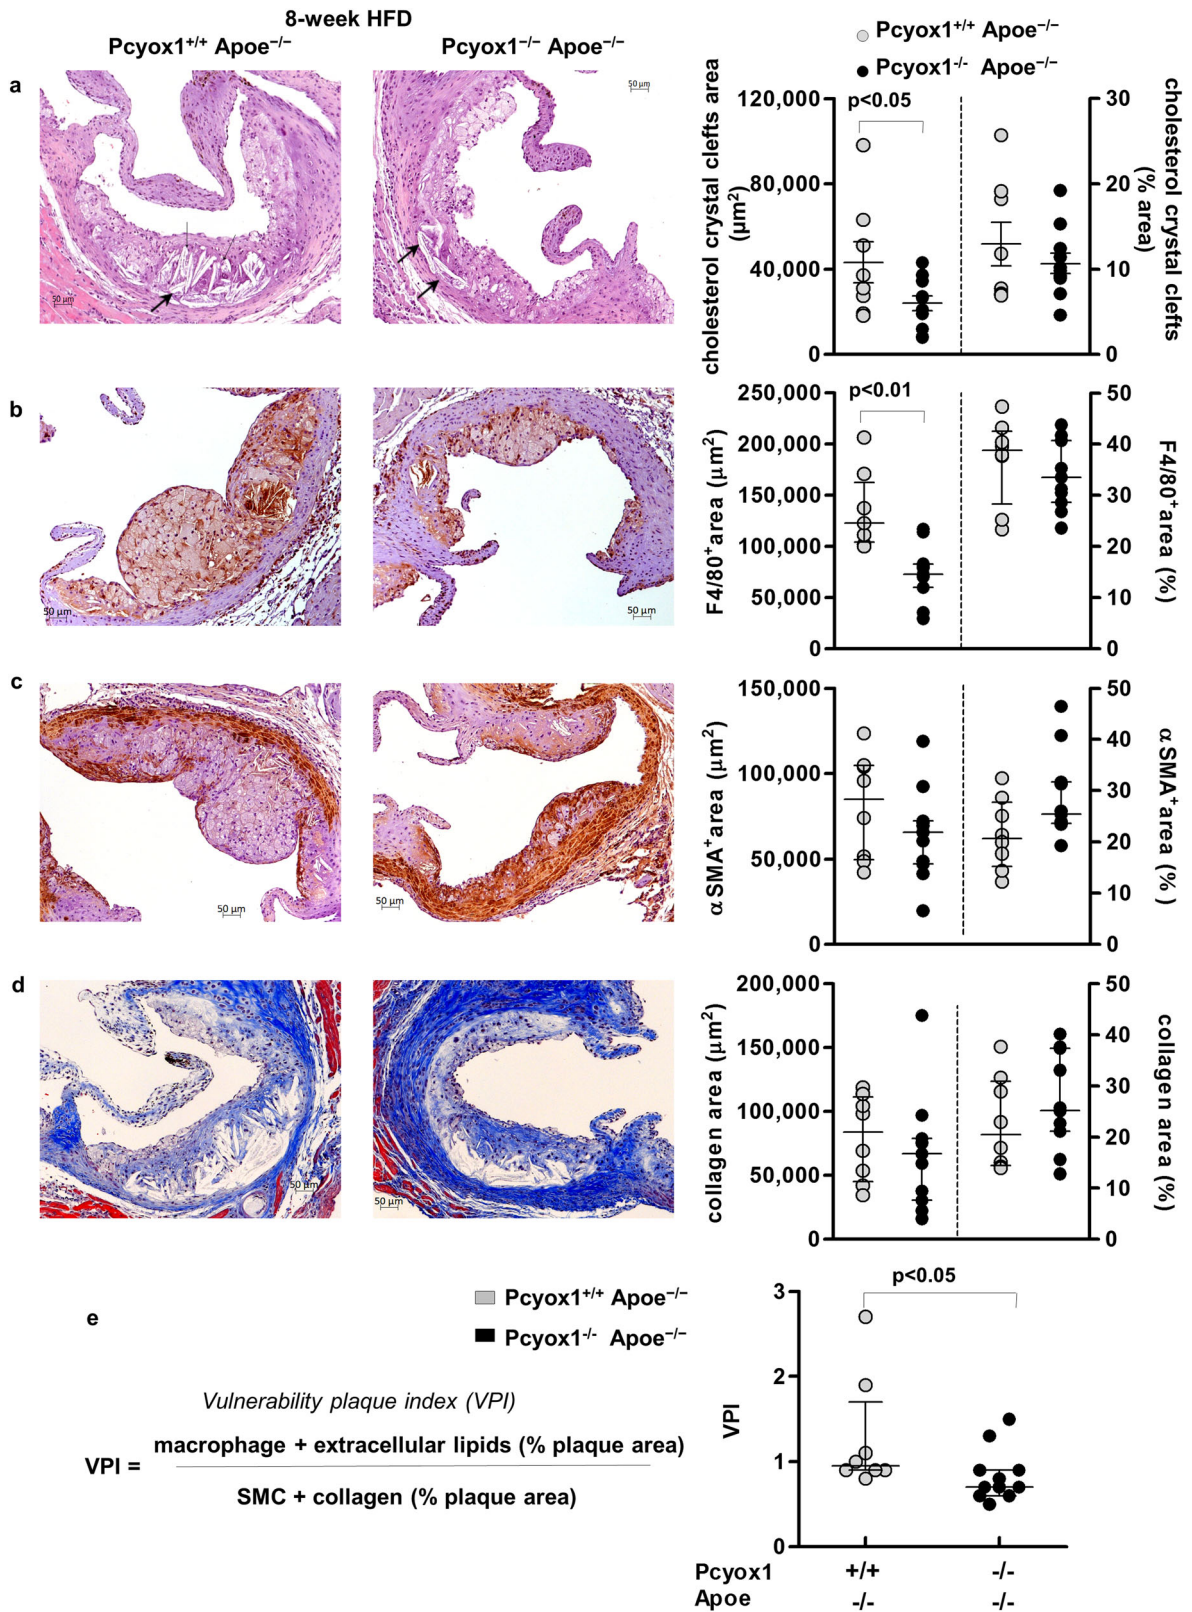 8-week HFD
Pcyox1+/+ Apoe−/−
Pcyox1−/− Apoe−/−
Pcyox1+/+ Apoe−/−
Pcyox1-/- Apoe−/−
a
50 µm
50 µm
cholesterol crystal clefts area
(µm²)
120,000
80,000
40,000
0
p<0.05
30
20
10
0
cholesterol crystal clefts
(% area)
b
50 µm
50 µm
F4/80+area (µm²)
250,000
200,000
150,000
100,000
50,000
0
p<0.01
50
40
30
20
10
0
F4/80+area (%)
c
50 µm
50 µm
αSMA+area (µm²)
150,000
100,000
50,000
0
50
40
30
20
10
0
αSMA+area (%)
d
50 µm
50 µm
collagen area (µm²)
200,000
150,000
100,000
50,000
0
50
40
30
20
10
0
collagen area (%)
e
Pcyox1+/+ Apoe−/−
Pcyox1-/- Apoe−/−
Vulnerability plaque index (VPI)
VPI =
macrophage + extracellular lipids (% plaque area)
SMC + collagen (% plaque area)
p<0.05
VPI
3
2
1
0
Pcyox1 +/+ -/-
Apoe -/- -/-